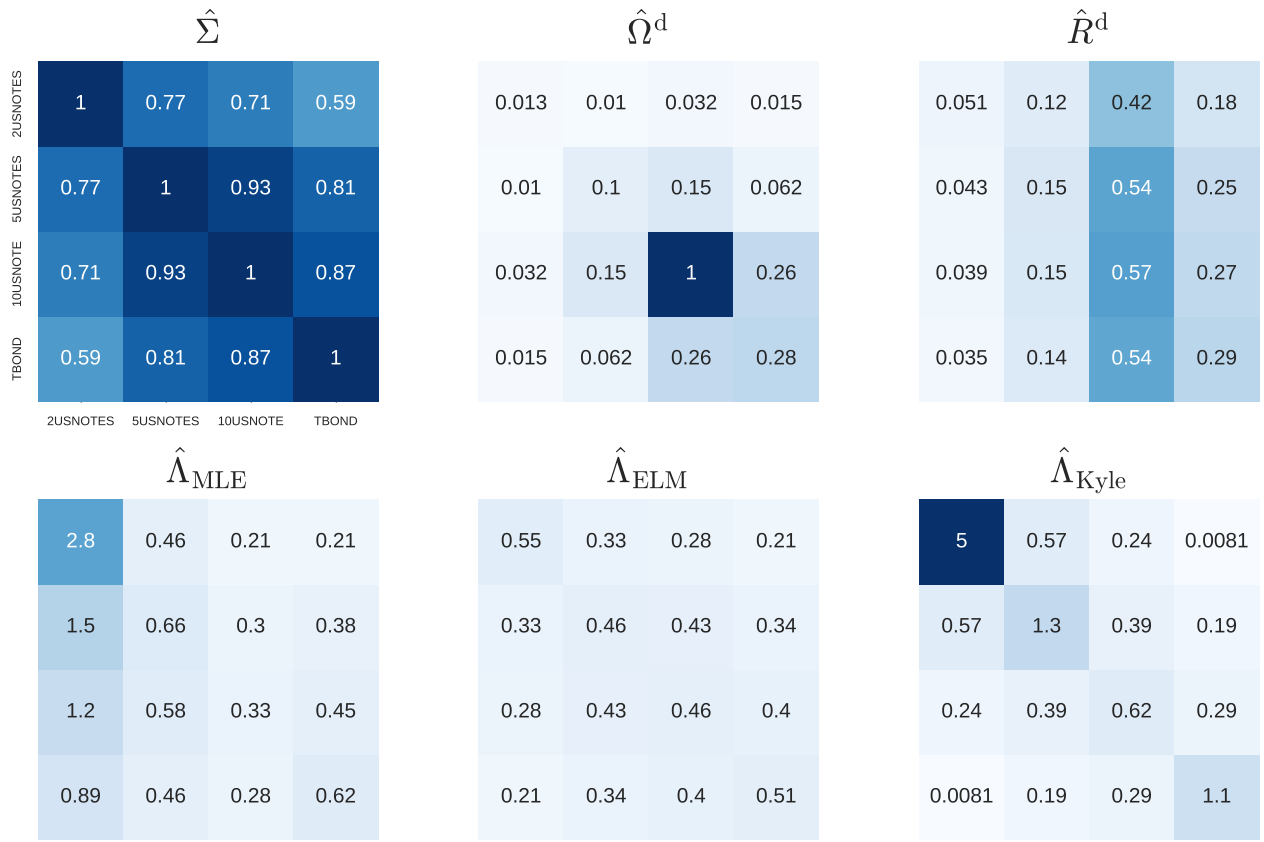 Σ̂ Ω̂ᵈ R̂ᵈ
2USNOTES 1 0.77 0.71 0.59 0.013 0.01 0.032 0.015 0.051 0.12 0.42 0.18
5USNOTES 0.77 1 0.93 0.81 0.01 0.1 0.15 0.062 0.043 0.15 0.54 0.25
10USNOTE 0.71 0.93 1 0.87 0.032 0.15 1 0.26 0.039 0.15 0.57 0.27
TBOND 0.59 0.81 0.87 1 0.015 0.062 0.26 0.28 0.035 0.14 0.54 0.29
2USNOTES 5USNOTES 10USNOTE TBOND
Λ̂MLE Λ̂ELM Λ̂Kyle
2.8 0.46 0.21 0.21 0.55 0.33 0.28 0.21 5 0.57 0.24 0.0081
1.5 0.66 0.3 0.38 0.33 0.46 0.43 0.34 0.57 1.3 0.39 0.19
1.2 0.58 0.33 0.45 0.28 0.43 0.46 0.4 0.24 0.39 0.62 0.29
0.89 0.46 0.28 0.62 0.21 0.34 0.4 0.51 0.0081 0.19 0.29 1.1